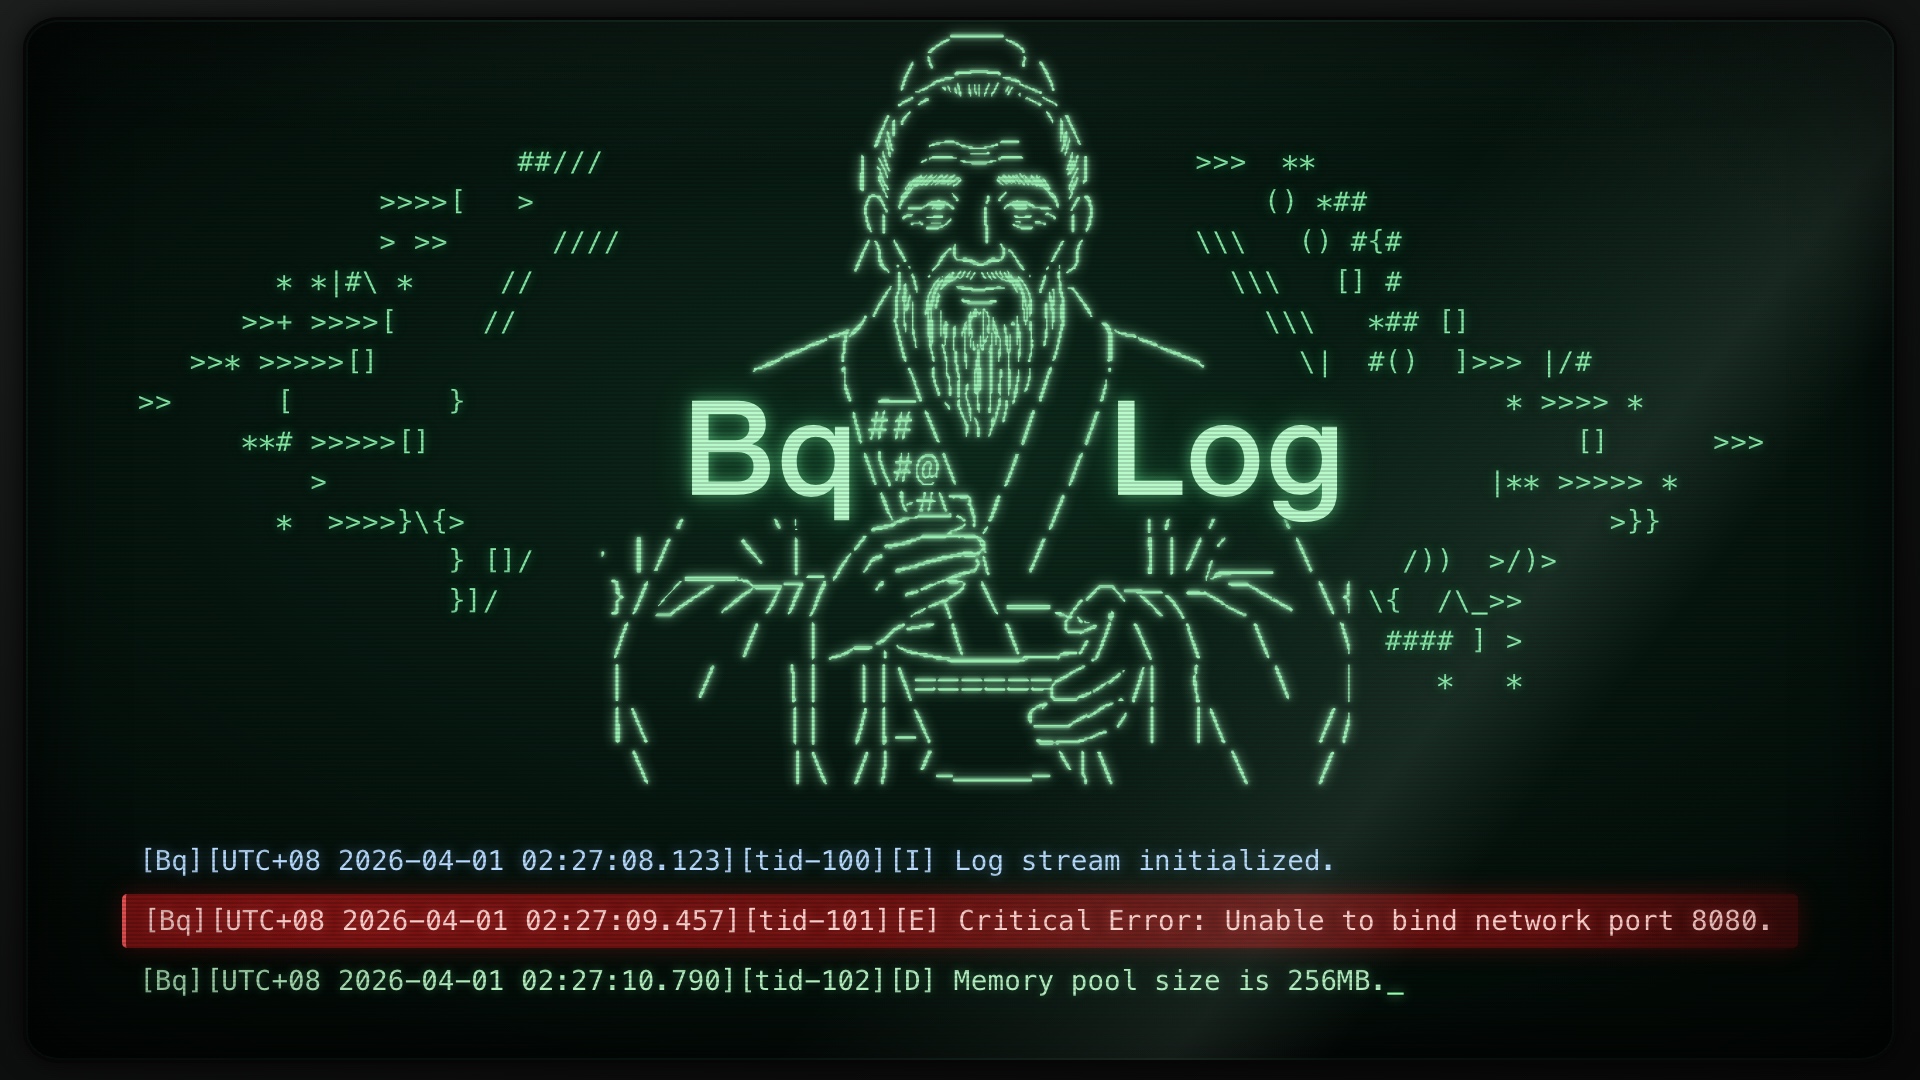 ##/// >>> **
>>>>[ > () *##
> >> //// \\\ () #{#
* *|#\ * // \\\ [] #
>>+ >>>>[ // \\\ *## []
>>* >>>>>[] \| #() ]>>> |/#
>> [ } * >>>> *
Bq Log
##
**# >>>>>[] [] >>>
#@
> |** >>>>> *
#
* >>>>}\{> >}}
} []/ /)) >/)>
}]/ } { \{ /\_>>
#### ] >
* *
=======
[Bq][UTC+08 2026-04-01 02:27:08.123][tid-100][I] Log stream initialized.
[Bq][UTC+08 2026-04-01 02:27:09.457][tid-101][E] Critical Error: Unable to bind network port 8080.
[Bq][UTC+08 2026-04-01 02:27:10.790][tid-102][D] Memory pool size is 256MB._